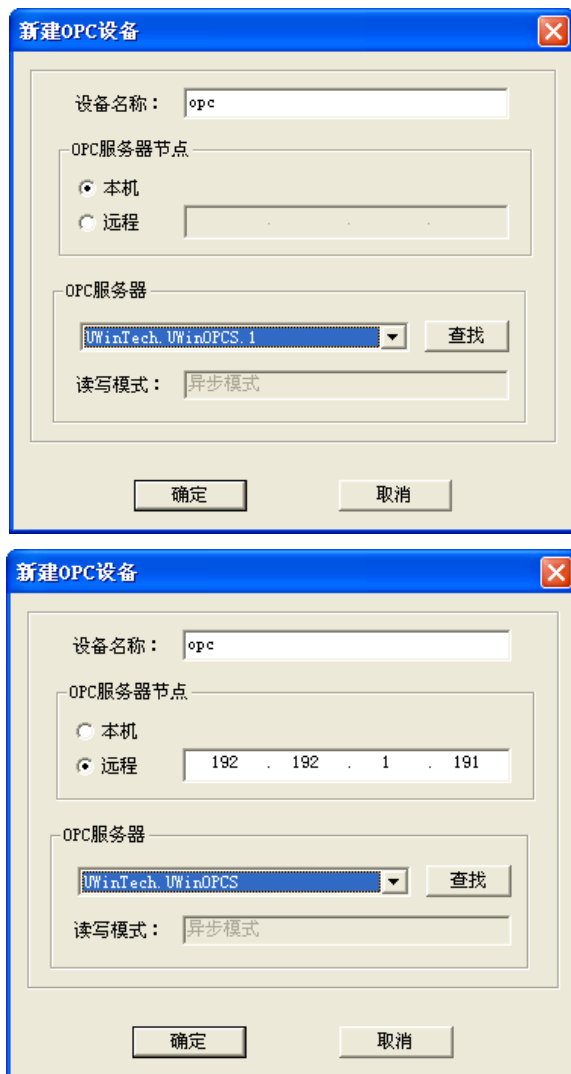 新建OPC设备
设备名称： opc
OPC服务器节点
本机
远程 . . .
OPC服务器
UWinTech.UWinOPCS.1 查找
读写模式： 异步模式
确定 取消
新建OPC设备
设备名称： opc
OPC服务器节点
本机
远程 192 . 192 . 1 . 191
OPC服务器
UWinTech.UWinOPCS 查找
读写模式： 异步模式
确定 取消